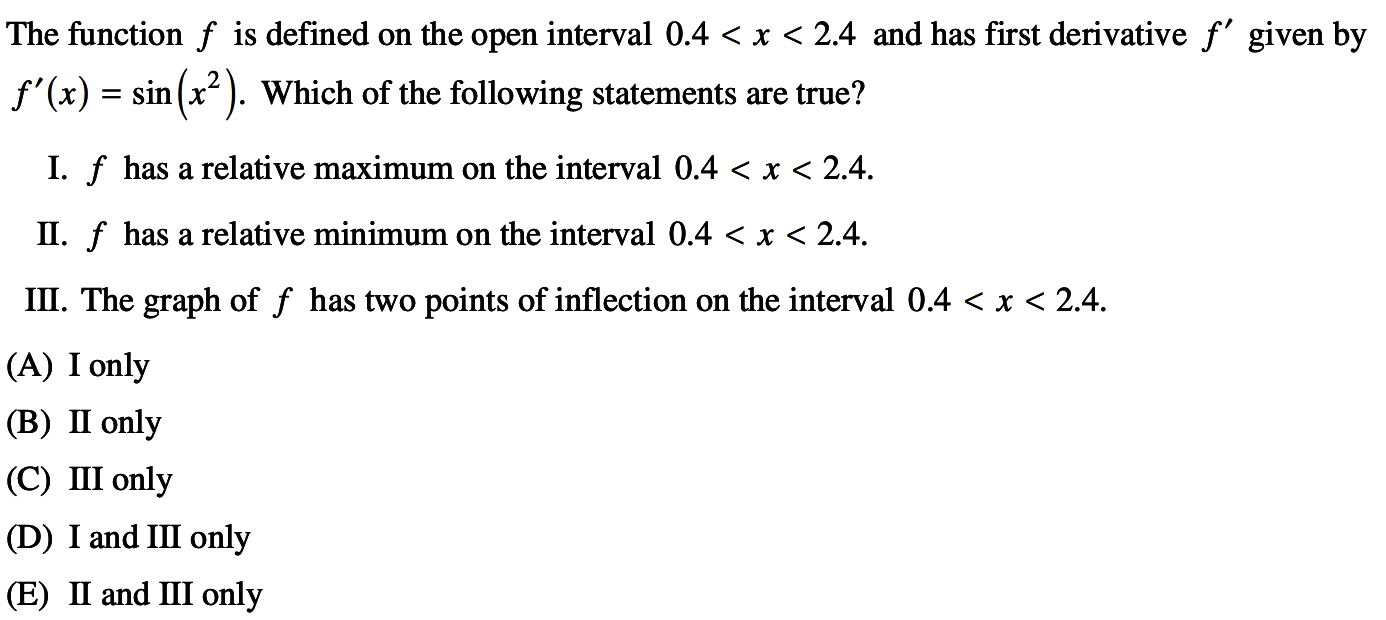 The function f is defined on the open interval 0.4 < x < 2.4 and has first derivative f′ given by
f′(x) = sin(x²). Which of the following statements are true?
I. f has a relative maximum on the interval 0.4 < x < 2.4.
II. f has a relative minimum on the interval 0.4 < x < 2.4.
III. The graph of f has two points of inflection on the interval 0.4 < x < 2.4.
(A) I only
(B) II only
(C) III only
(D) I and III only
(E) II and III only